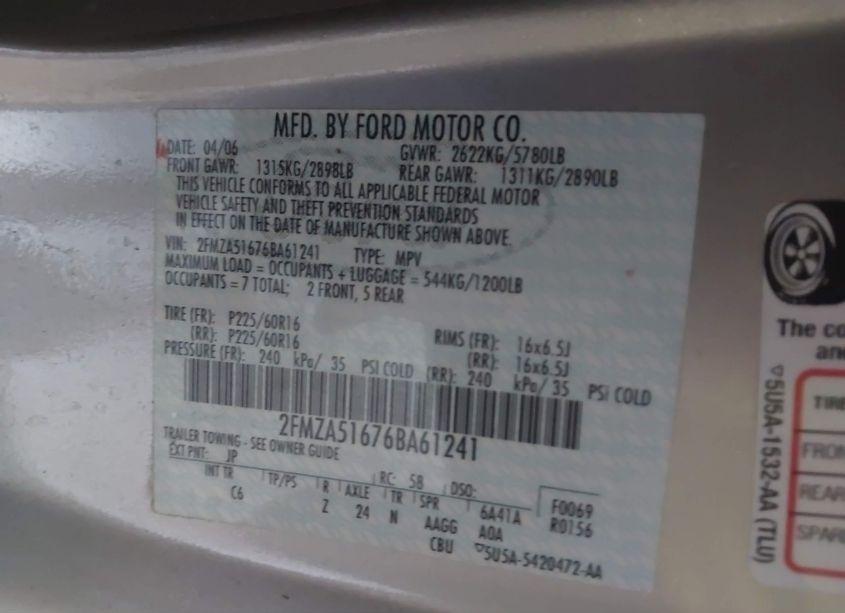 MFD. BY FORD MOTOR CO.
DATE: 04/06 GVWR: 2622KG/5780LB
FRONT GAWR: 1315KG/2898LB REAR GAWR: 1311KG/2890LB
THIS VEHICLE CONFORMS TO ALL APPLICABLE FEDERAL MOTOR
VEHICLE SAFETY AND THEFT PREVENTION STANDARDS
IN EFFECT ON THE DATE OF MANUFACTURE SHOWN ABOVE.
VIN: 2FMZA51676BA61241 TYPE: MPV
MAXIMUM LOAD = OCCUPANTS + LUGGAGE = 544KG/1200LB
OCCUPANTS = 7 TOTAL; 2 FRONT, 5 REAR
TIRE (FR): P225/60R16 RIMS (FR): 16x6.5J
(RR): P225/60R16 (RR): 16x6.5J
PRESSURE (FR): 240 kPa/ 35 PSI COLD (RR): 240 kPa/ 35 PSI COLD
2FMZA51676BA61241
TRAILER TOWING - SEE OWNER GUIDE
EXT PNT: JP RC: 5B DSO: F0069
INT TR TP/PS R AXLE TR SPR 6A41A R0156
C6 Z 24 N AAGG AOA
CBU ▽5U5A-5420472-AA
The co
and
TIRE
FRON
REAR
SPAR
▽5U5A-1532-AA (TLU)